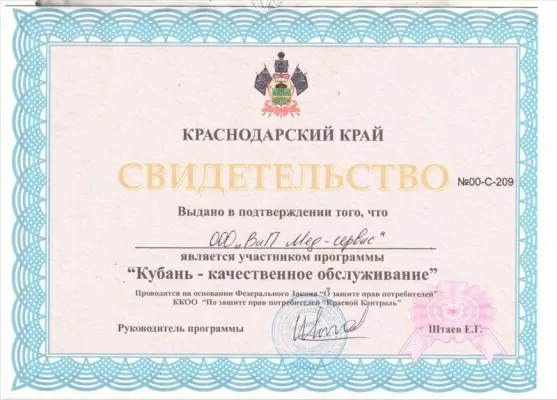 КРАСНОДАРСКИЙ КРАЙ
СВИДЕТЕЛЬСТВО №00-С-209
Выдано в подтверждении того, что
ООО „ВиП Мед-сервис"
является участником программы
“Кубань - качественное обслуживание”
Проводится на основании Федерального Закона “О защите прав потребителей”
ККОО “По защите прав потребителей “Краевой Контроль”
Руководитель программы Штаев Е.Г.